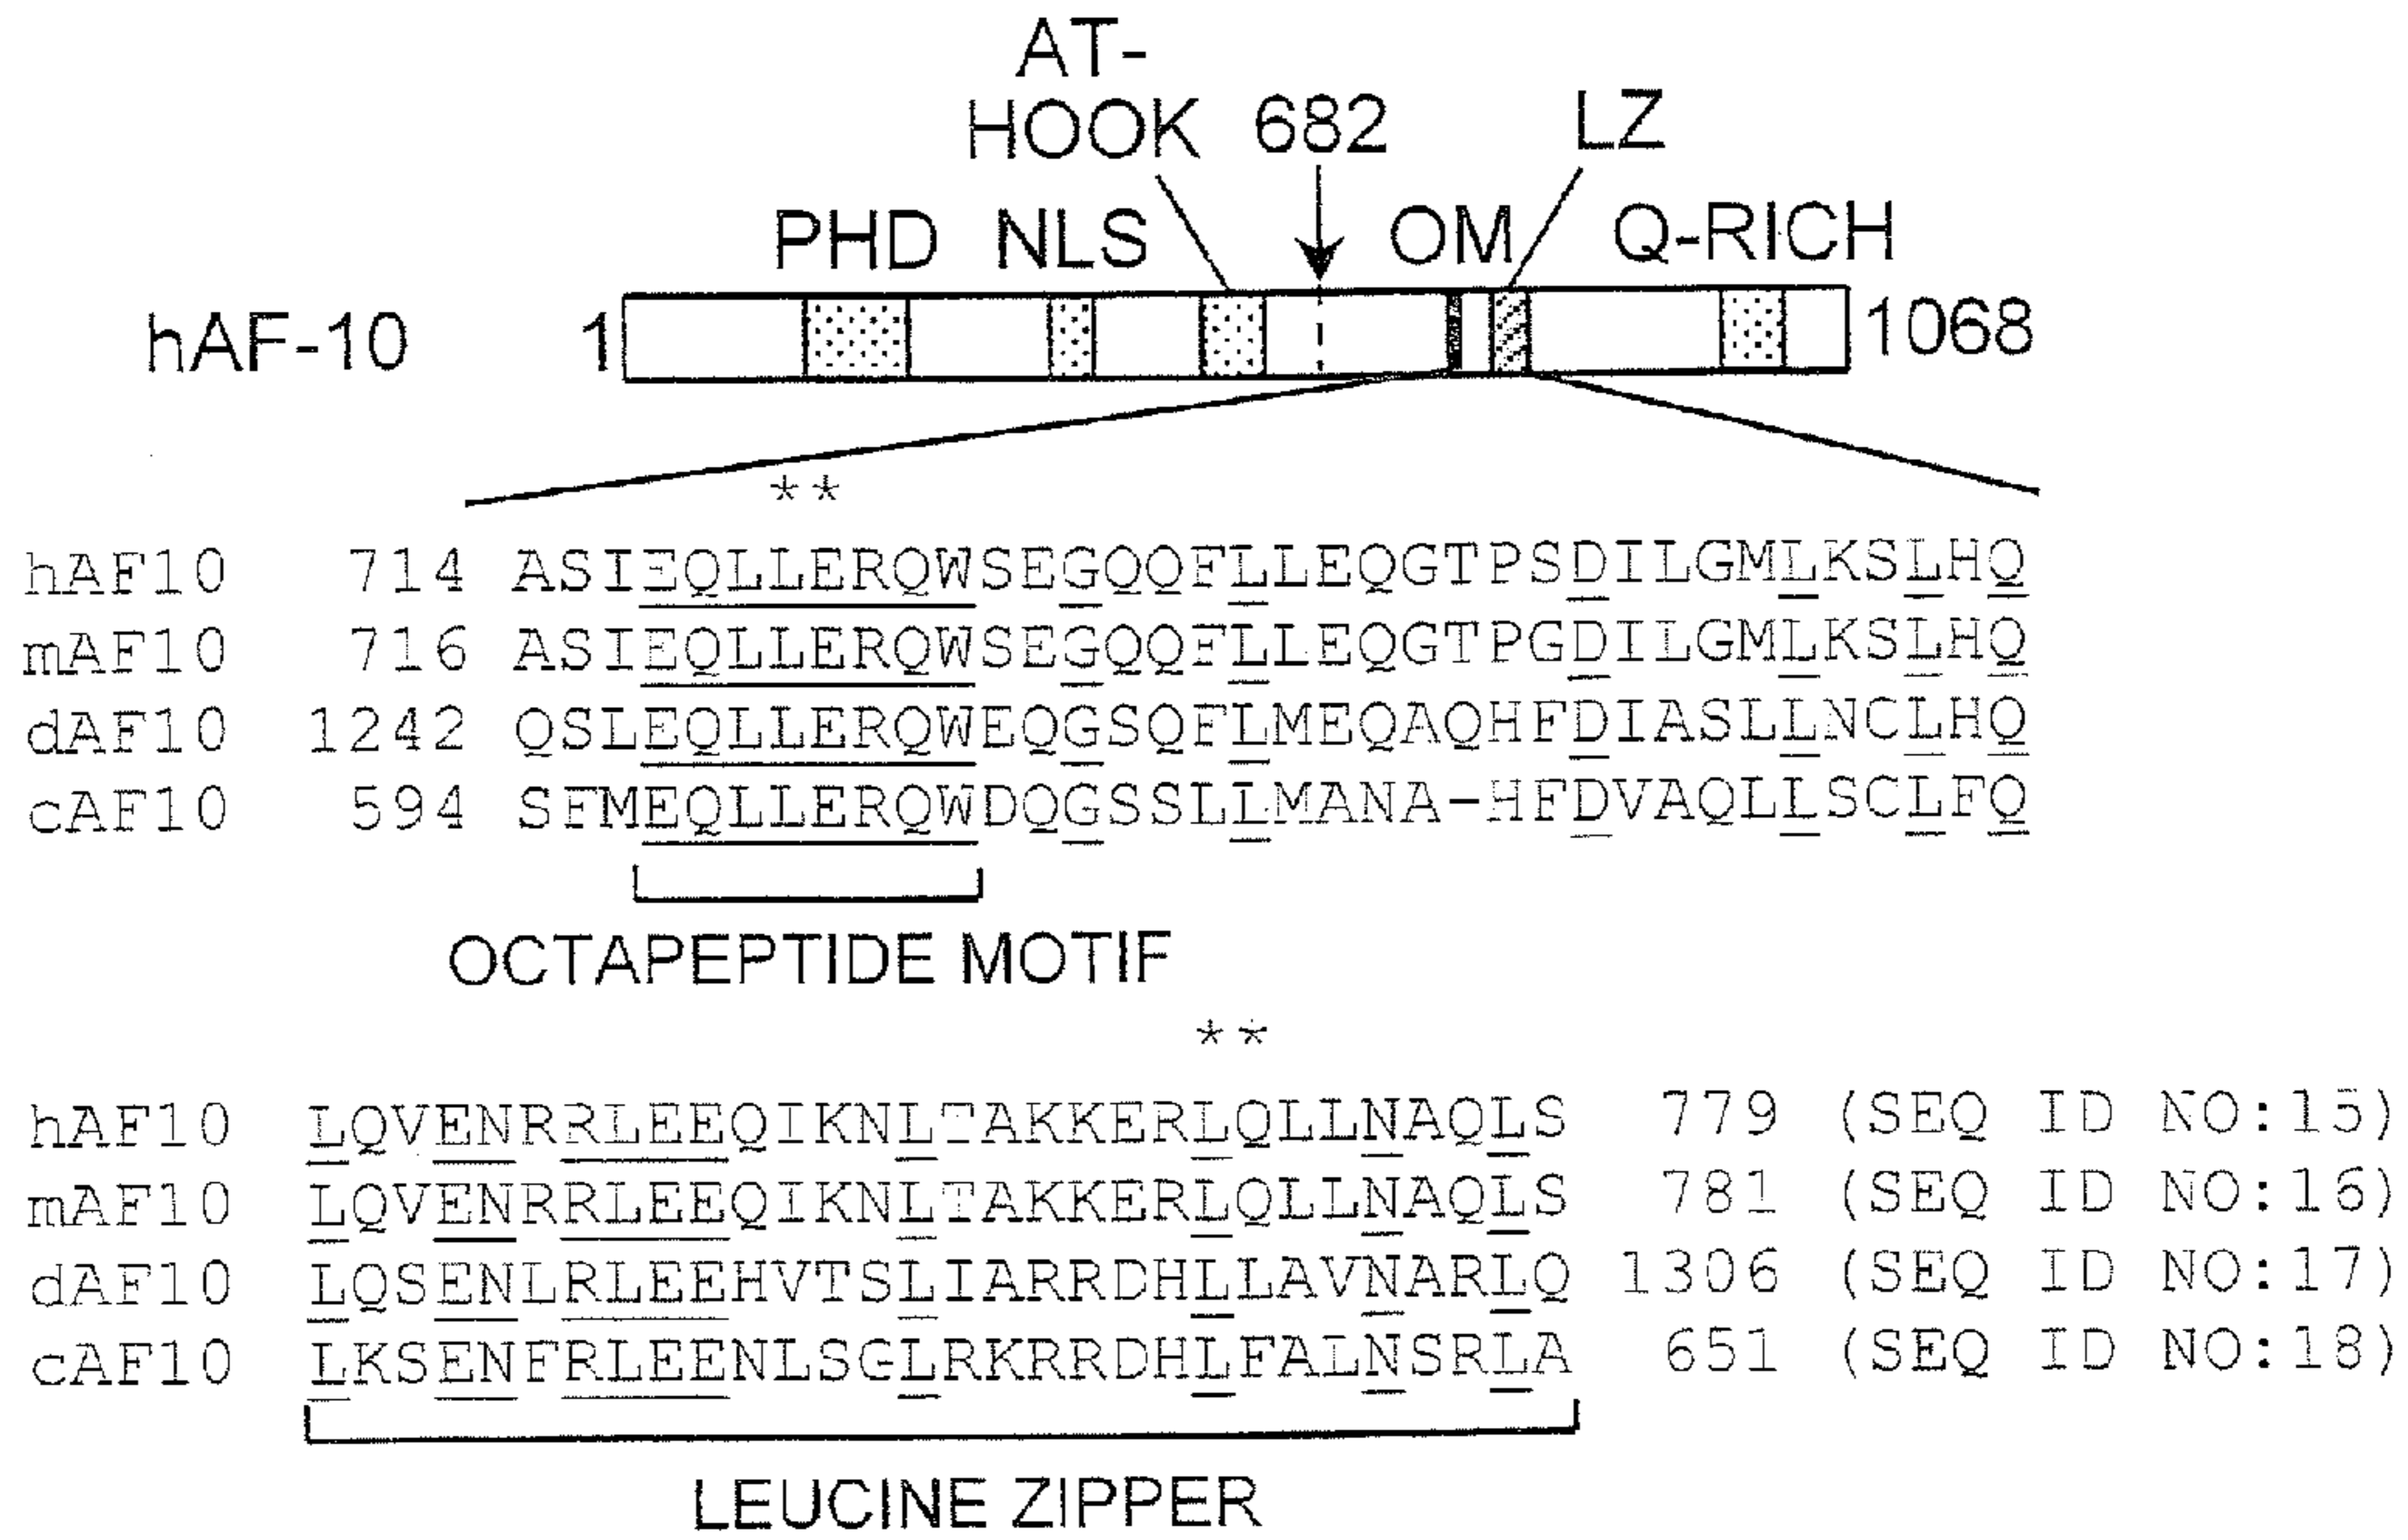 AT-
HOOK 682 LZ
PHD NLS OM Q-RICH
hAF-10 1 1068
**
hAF10 714 ASIEQLLERQWSEGQQFLLEQGTPSDILGMLKSLHQ
mAF10 716 ASIEQLLERQWSEGQQFLLEQGTPGDILGMLKSLHQ
dAF10 1242 QSLEQLLERQWEQGSQFLMEQAQHFDIASLLNCLHQ
cAF10 594 SFMEQLLERQWDQGSSLLMANA-HFDVAQLLSCLFQ
OCTAPEPTIDE MOTIF
**
hAF10 LQVENRRLEEQIKNLTAKKERLQLLNAQLS 779 (SEQ ID NO:15)
mAF10 LQVENRRLEEQIKNLTAKKERLQLLNAQLS 781 (SEQ ID NO:16)
dAF10 LQSENLRLEEHVTSLIARRDHLLAVNARLQ 1306 (SEQ ID NO:17)
cAF10 LKSENFRLEENLSGLRKRRDHLFALNSRLA 651 (SEQ ID NO:18)
LEUCINE ZIPPER